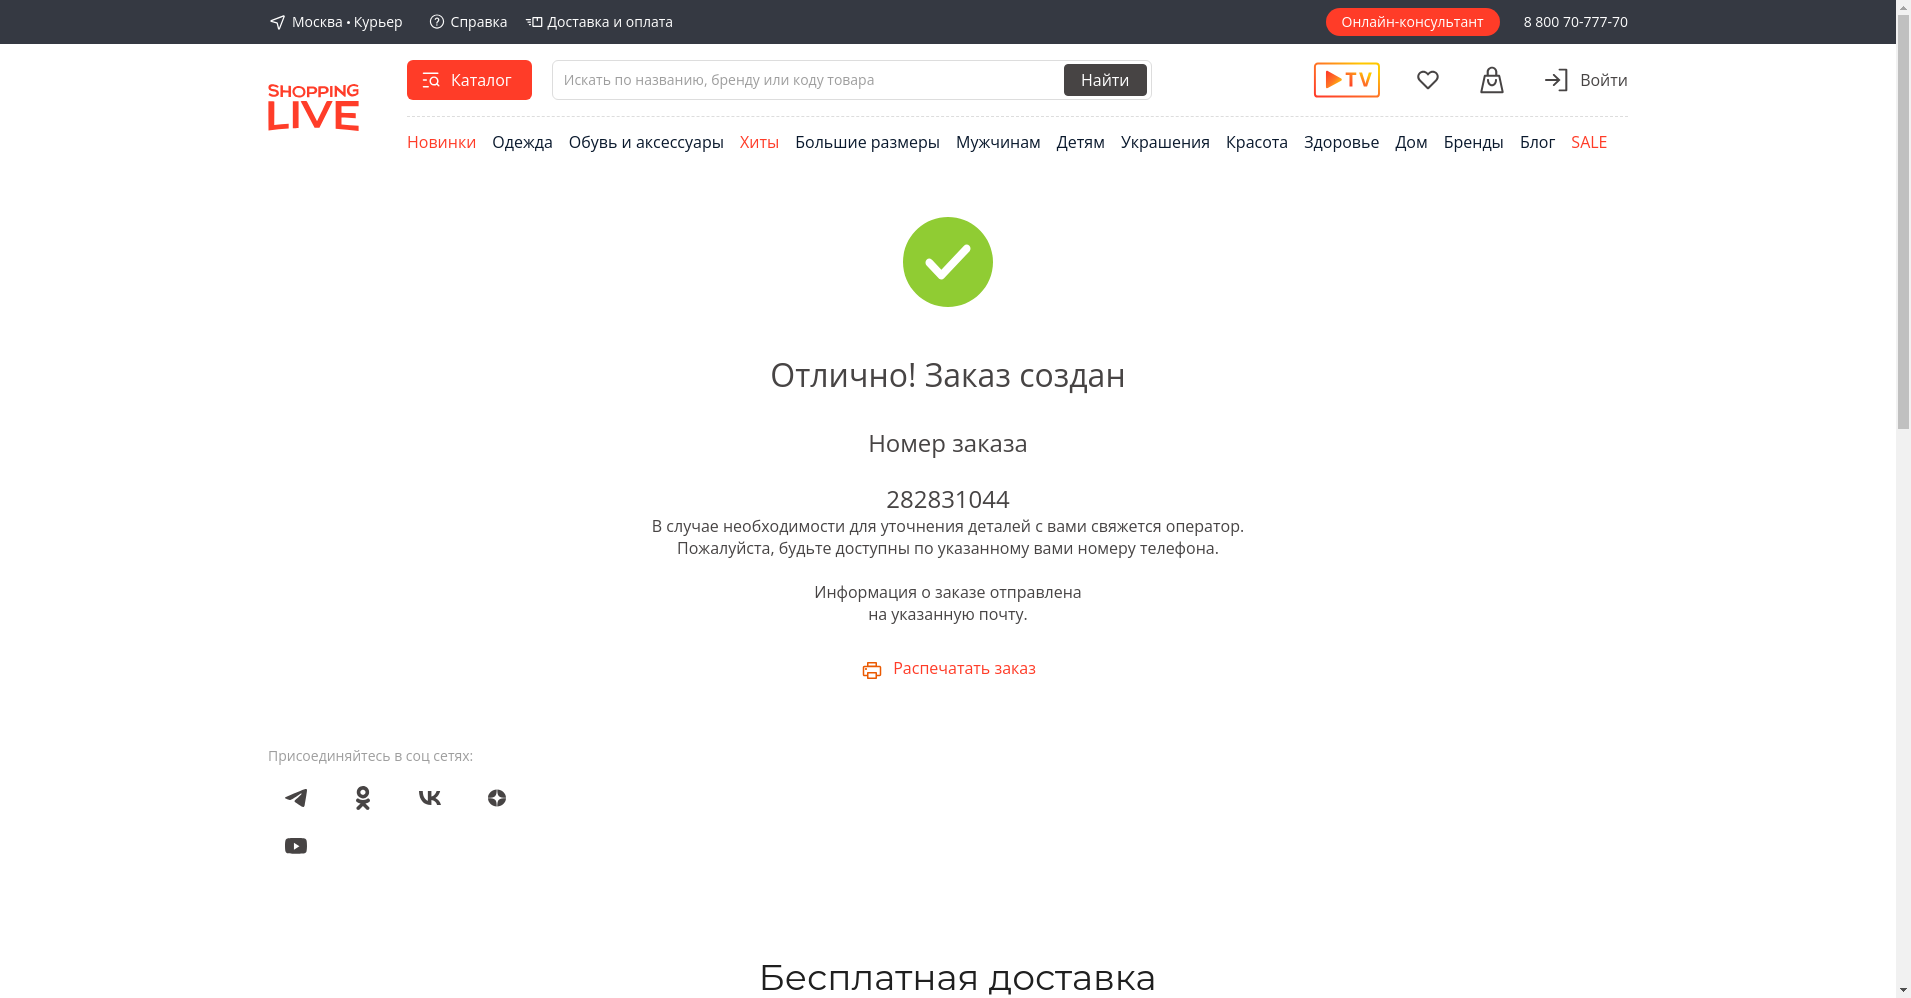 Москва • Курьер
Справка
Доставка и оплата
Онлайн-консультант
8 800 70-777-70
SHOPPING
LIVE
Каталог
Искать по названию, бренду или коду товара
Найти
TV
Войти
Новинки Одежда Обувь и аксессуары Хиты Большие размеры Мужчинам Детям Украшения Красота Здоровье Дом Бренды Блог SALE
Отлично! Заказ создан
Номер заказа
282831044
В случае необходимости для уточнения деталей с вами свяжется оператор.
Пожалуйста, будьте доступны по указанному вами номеру телефона.
Информация о заказе отправлена
на указанную почту.
Распечатать заказ
Присоединяйтесь в соц сетях:
Бесплатная доставка